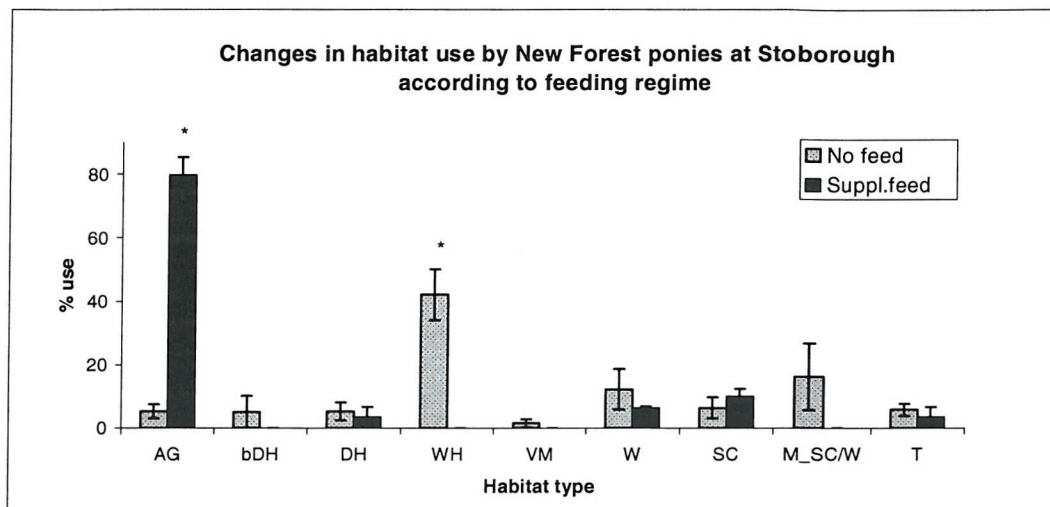 Changes in habitat use by New Forest ponies at Stoborough
according to feeding regime
*
*
No feed
Suppl.feed
80
60
40
20
0
% use
AG bDH DH WH VM W SC M_SC/W T
Habitat type